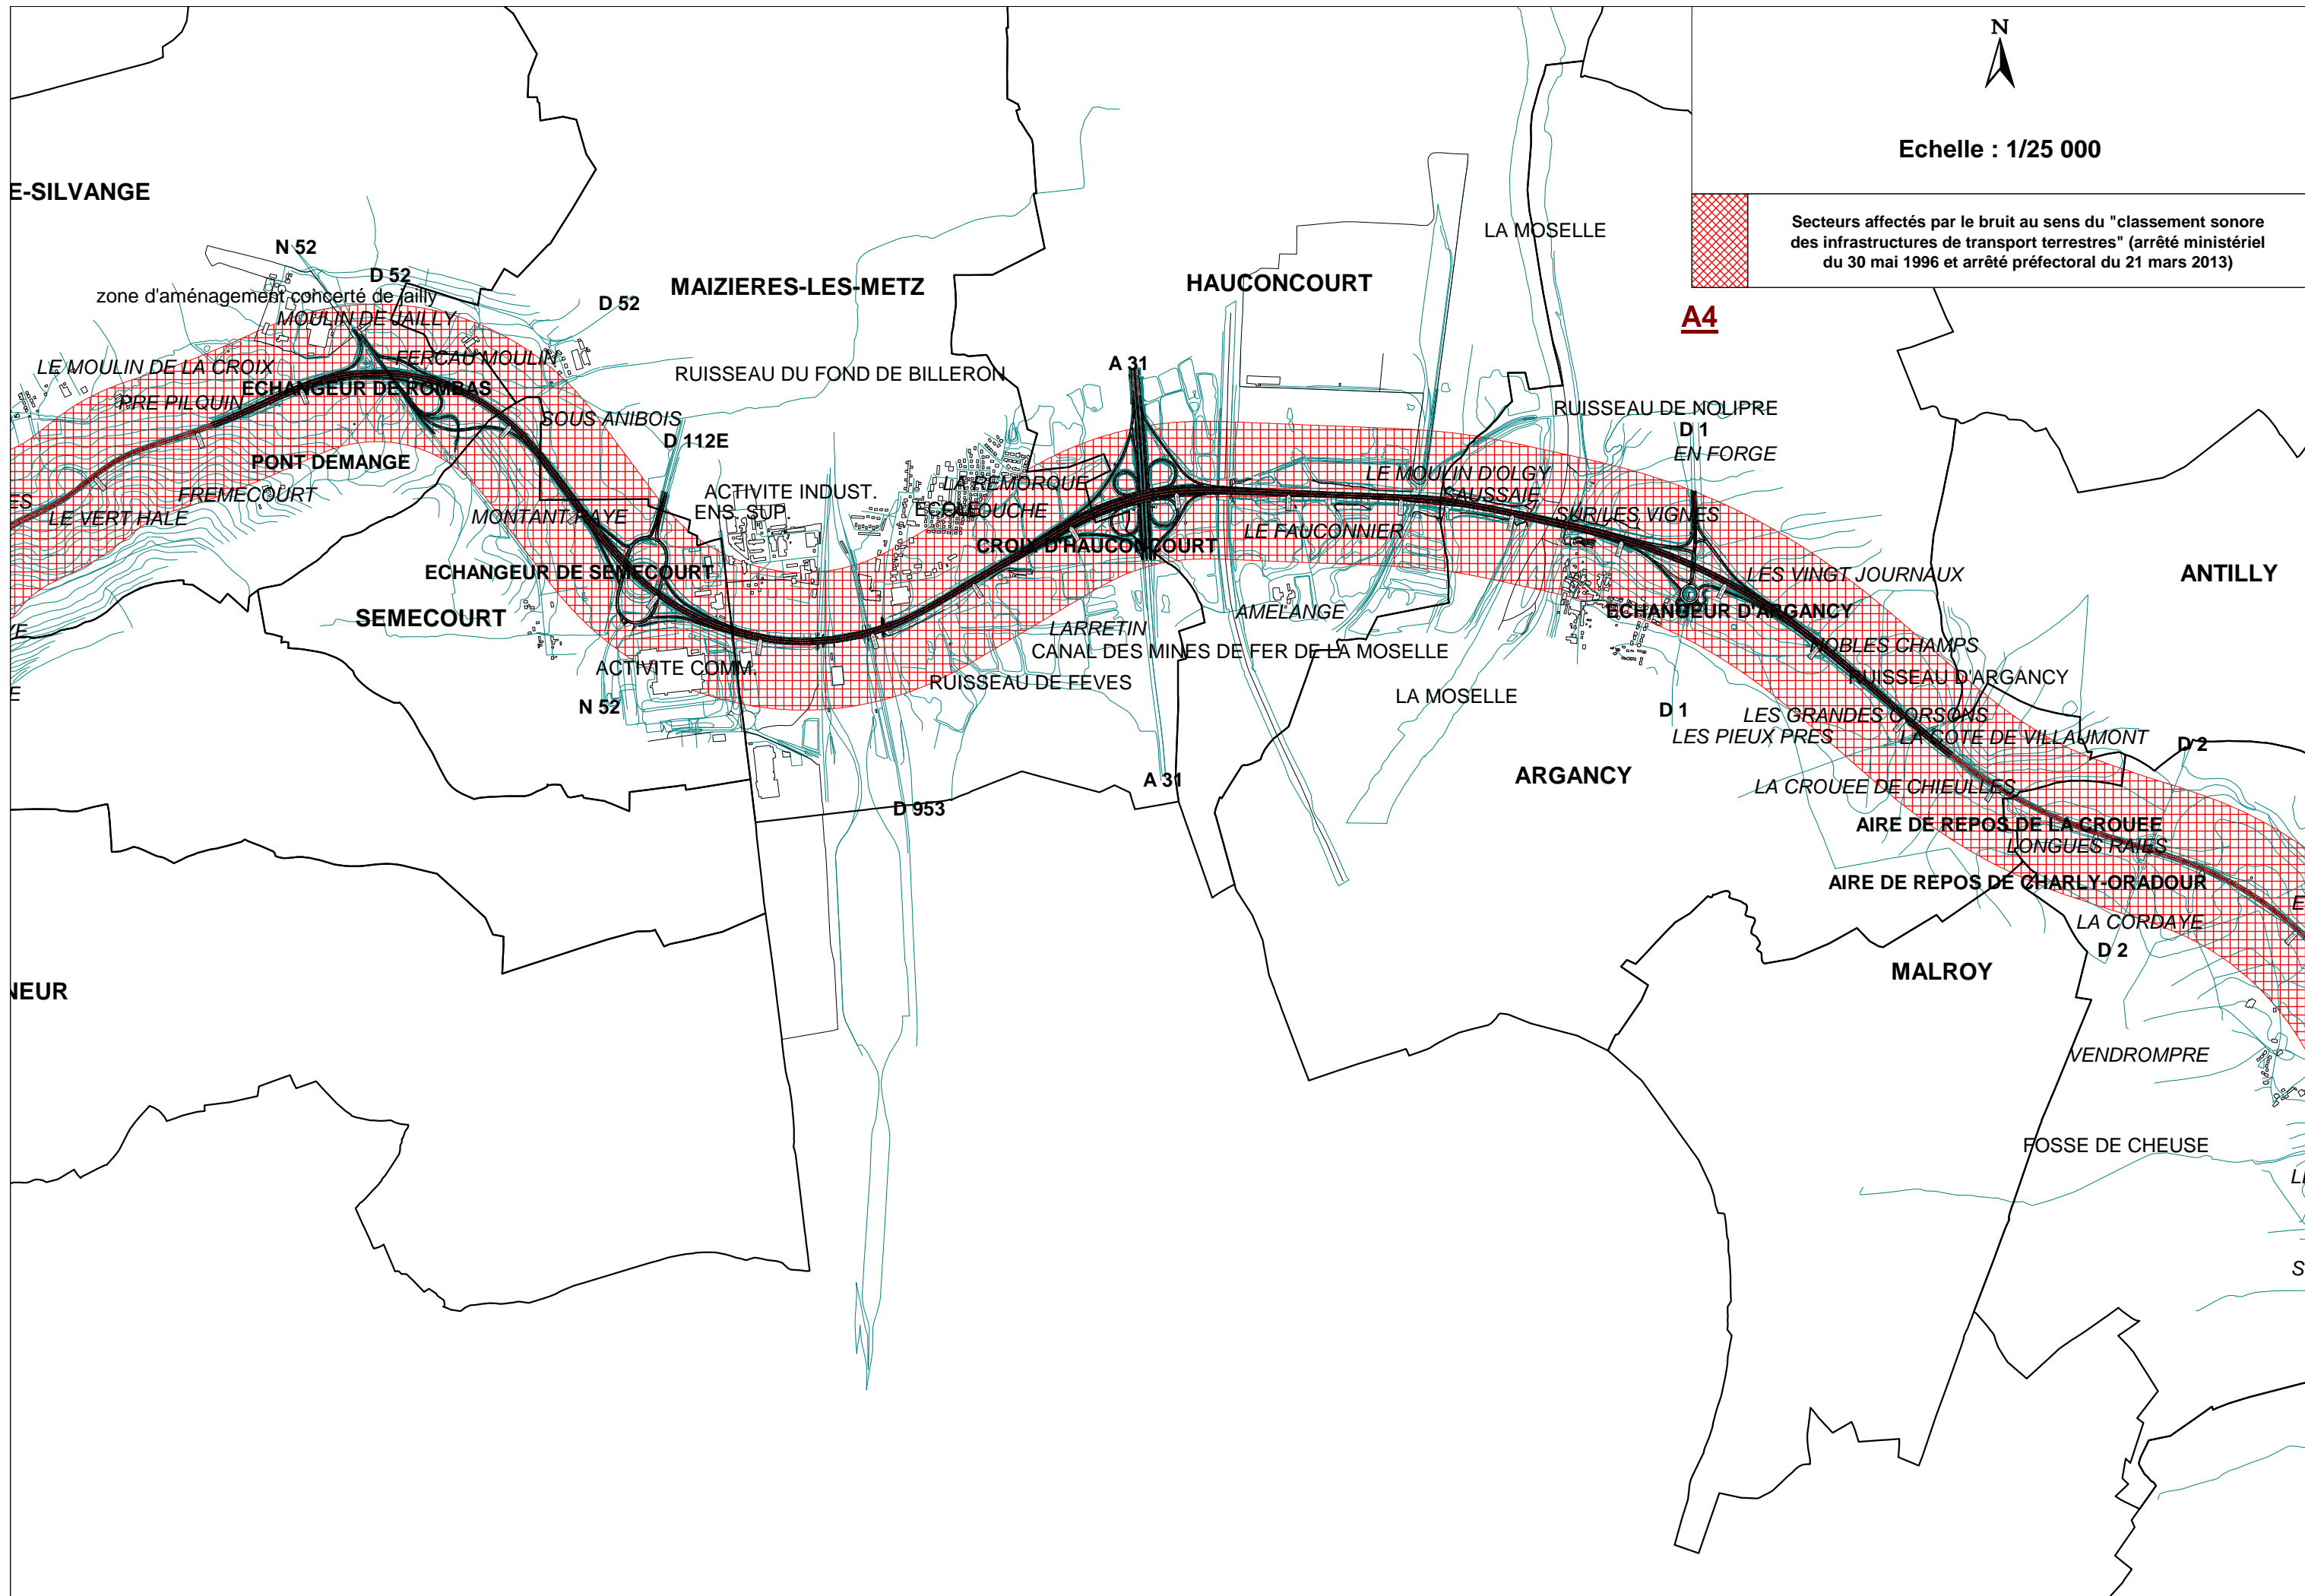 N
Echelle : 1/25 000
Secteurs affectés par le bruit au sens du "classement sonore
des infrastructures de transport terrestres" (arrêté ministériel
du 30 mai 1996 et arrêté préfectoral du 21 mars 2013)
A4
E-SILVANGE
LA MOSELLE
N 52
D 52
MAIZIERES-LES-METZ
HAUCONCOURT
zone d'aménagement concerté de jailly
D 52
MOULIN DE JAILLY
LE MOULIN DE LA CROIX
FERCAU MOULIN
RUISSEAU DU FOND DE BILLERON
A 31
ECHANGEUR DE ROMBAS
PRE PILQUIN
SOUS ANIBOIS
RUISSEAU DE NOLIPRE
D 1
D 112E
EN FORGE
PONT DEMANGE
LE MOULIN D'OLGY
FREMECOURT
LA REMORQUE
ACTIVITE INDUST.
SAUSSAIE
ES
LE VERT HALE
MONTANT RAYE
ENS. SUP.
ECOLE
OUCHE
SUR LES VIGNES
LE FAUCONNIER
CROIX D'HAUCONCOURT
ECHANGEUR DE SEMECOURT
LES VINGT JOURNAUX
ANTILLY
SEMECOURT
AMELANGE
ECHANGEUR D'ARGANCY
LARRETIN
NOBLES CHAMPS
CANAL DES MINES DE FER DE LA MOSELLE
ACTIVITE COMM.
RUISSEAU DE FEVES
RUISSEAU D'ARGANCY
E
LA MOSELLE
N 52
D 1
LES GRANDES CORSONS
LES PIEUX PRES
LA COTE DE VILLAUMONT
D 2
A 31
ARGANCY
LA CROUEE DE CHIEULLES
D 953
AIRE DE REPOS DE LA CROUEE
LONGUES RAIES
AIRE DE REPOS DE CHARLY-ORADOUR
E
LA CORDAYE
D 2
MALROY
NEUR
VENDROMPRE
FOSSE DE CHEUSE
S